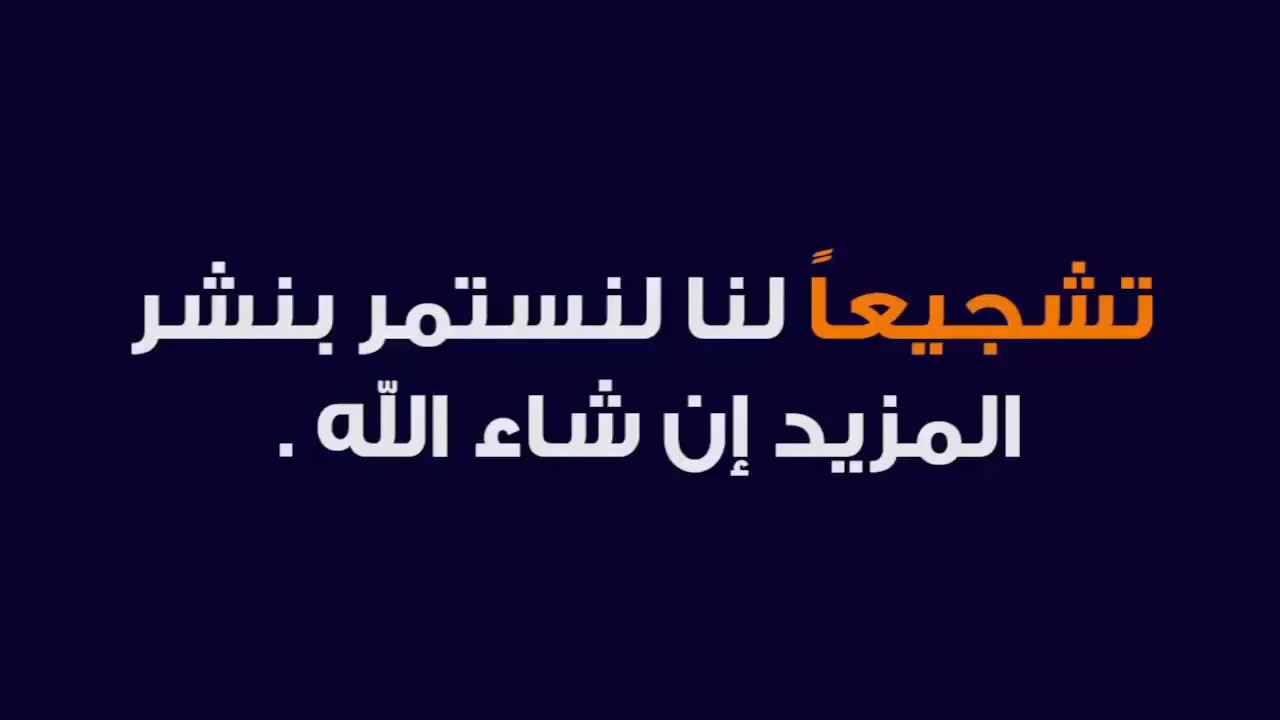 تشجيعاً لنا لنستمر بنشر
المزيد إن شاء الله .